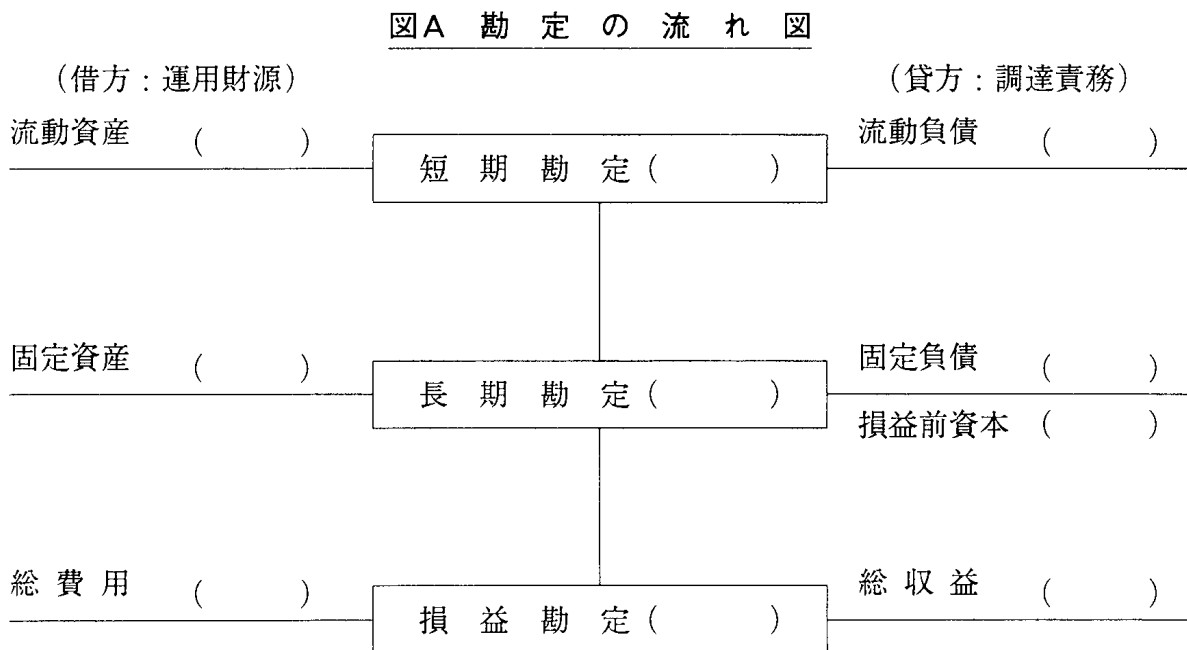 図A 勘定の流れ図
(借方:運用財源) (貸方:調達責務)
流動資産 ( ) 流動負債 ( )
短期勘定( )
固定資産 ( ) 固定負債 ( )
長期勘定( )
損益前資本 ( )
総費用 ( ) 総収益 ( )
損益勘定( )